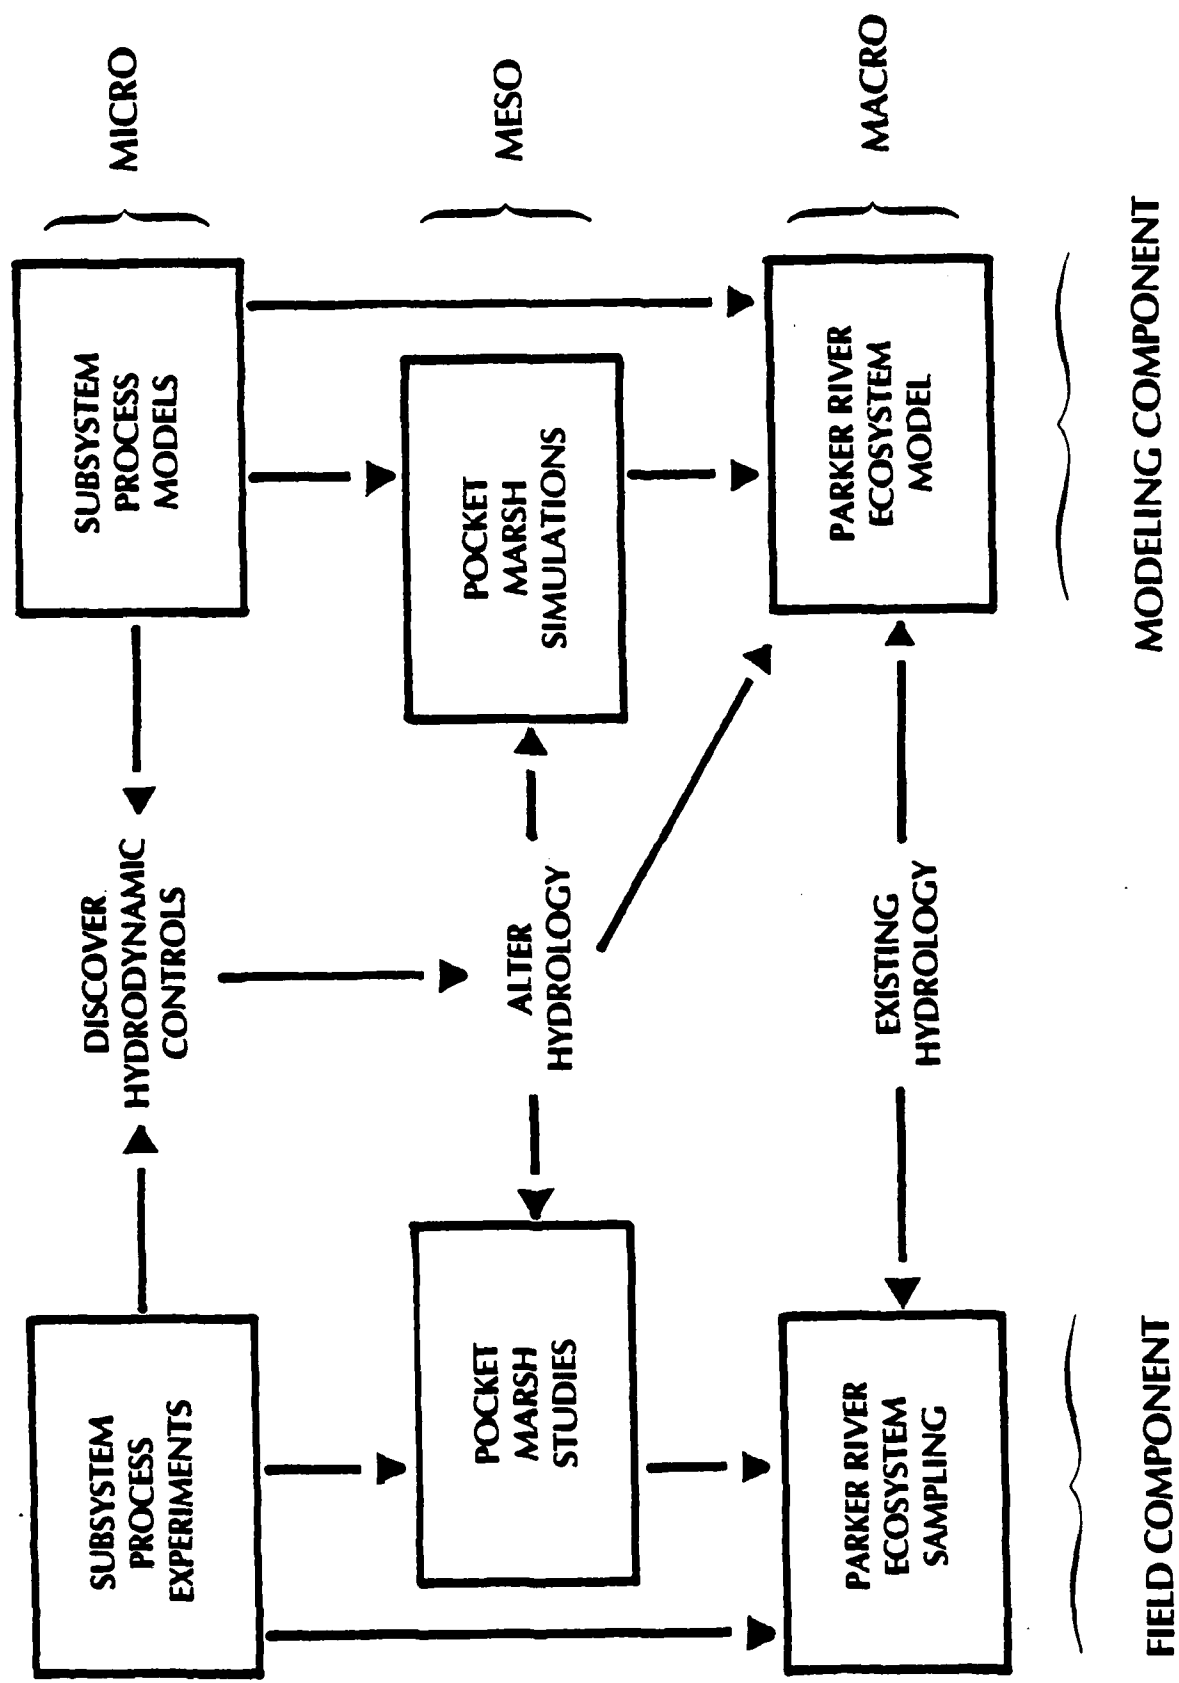 SUBSYSTEM
PROCESS
EXPERIMENTS
DISCOVER
HYDRODYNAMIC
CONTROLS
SUBSYSTEM
PROCESS
MODELS
MICRO
POCKET
MARSH
STUDIES
ALTER
HYDROLOGY
POCKET
MARSH
SIMULATIONS
MESO
PARKER RIVER
ECOSYSTEM
SAMPLING
EXISTING
HYDROLOGY
PARKER RIVER
ECOSYSTEM
MODEL
MACRO
FIELD COMPONENT
MODELING COMPONENT